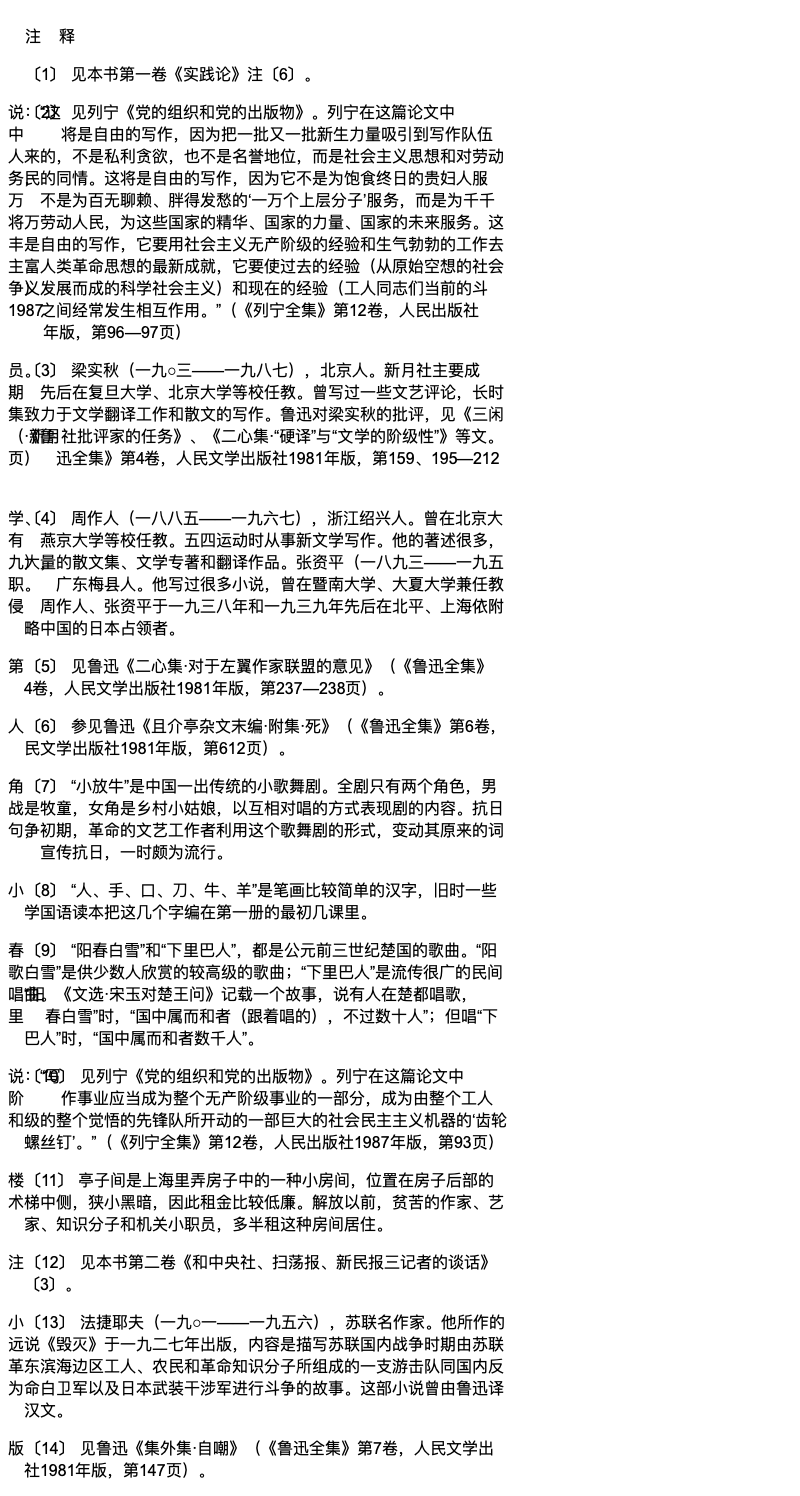 注 释
〔1〕 见本书第一卷《实践论》注〔6〕。
说：〔2〕 见列宁《党的组织和党的出版物》。列宁在这篇论文中
中 将是自由的写作，因为把一批又一批新生力量吸引到写作队伍
人来的，不是私利贪欲，也不是名誉地位，而是社会主义思想和对劳动
务民的同情。这将是自由的写作，因为它不是为饱食终日的贵妇人服
万 不是为百无聊赖、胖得发愁的‘一万个上层分子’服务，而是为千千
将万劳动人民，为这些国家的精华、国家的力量、国家的未来服务。这
丰是自由的写作，它要用社会主义无产阶级的经验和生气勃勃的工作去
主富人类革命思想的最新成就，它要使过去的经验（从原始空想的社会
争义发展而成的科学社会主义）和现在的经验（工人同志们当前的斗
1987之间经常发生相互作用。”（《列宁全集》第12卷，人民出版社
年版，第96—97页）
员。〔3〕 梁实秋（一九○三——一九八七），北京人。新月社主要成
期 先后在复旦大学、北京大学等校任教。曾写过一些文艺评论，长时
集致力于文学翻译工作和散文的写作。鲁迅对梁实秋的批评，见《三闲
（·新月社批评家的任务》、《二心集·“硬译”与“文学的阶级性”》等文。
页） 迅全集》第4卷，人民文学出版社1981年版，第159、195—212
学、〔4〕 周作人（一八八五——一九六七），浙江绍兴人。曾在北京大
有 燕京大学等校任教。五四运动时从事新文学写作。他的著述很多，
九大量的散文集、文学专著和翻译作品。张资平（一八九三——一九五
职。 广东梅县人。他写过很多小说，曾在暨南大学、大夏大学兼任教
侵 周作人、张资平于一九三八年和一九三九年先后在北平、上海依附
略中国的日本占领者。
第〔5〕 见鲁迅《二心集·对于左翼作家联盟的意见》（《鲁迅全集》
4卷，人民文学出版社1981年版，第237—238页）。
人〔6〕 参见鲁迅《且介亭杂文末编·附集·死》（《鲁迅全集》第6卷，
民文学出版社1981年版，第612页）。
角〔7〕 “小放牛”是中国一出传统的小歌舞剧。全剧只有两个角色，男
战是牧童，女角是乡村小姑娘，以互相对唱的方式表现剧的内容。抗日
句争初期，革命的文艺工作者利用这个歌舞剧的形式，变动其原来的词
宣传抗日，一时颇为流行。
小〔8〕 “人、手、口、刀、牛、羊”是笔画比较简单的汉字，旧时一些
学国语读本把这几个字编在第一册的最初几课里。
春〔9〕 “阳春白雪”和“下里巴人”，都是公元前三世纪楚国的歌曲。“阳
歌白雪”是供少数人欣赏的较高级的歌曲；“下里巴人”是流传很广的民间
唱曲。《文选·宋玉对楚王问》记载一个故事，说有人在楚都唱歌，
里 春白雪”时，“国中属而和者（跟着唱的），不过数十人”；但唱“下
巴人”时，“国中属而和者数千人”。
说：〔10〕 见列宁《党的组织和党的出版物》。列宁在这篇论文中
阶 作事业应当成为整个无产阶级事业的一部分，成为由整个工人
和级的整个觉悟的先锋队所开动的一部巨大的社会民主主义机器的‘齿轮
螺丝钉’。”（《列宁全集》第12卷，人民出版社1987年版，第93页）
楼〔11〕 亭子间是上海里弄房子中的一种小房间，位置在房子后部的
术梯中侧，狭小黑暗，因此租金比较低廉。解放以前，贫苦的作家、艺
家、知识分子和机关小职员，多半租这种房间居住。
注〔12〕 见本书第二卷《和中央社、扫荡报、新民报三记者的谈话》
〔3〕。
小〔13〕 法捷耶夫（一九○一——一九五六），苏联名作家。他所作的
远说《毁灭》于一九二七年出版，内容是描写苏联国内战争时期由苏联
革东滨海边区工人、农民和革命知识分子所组成的一支游击队同国内反
为命白卫军以及日本武装干涉军进行斗争的故事。这部小说曾由鲁迅译
汉文。
版〔14〕 见鲁迅《集外集·自嘲》（《鲁迅全集》第7卷，人民文学出
社1981年版，第147页）。